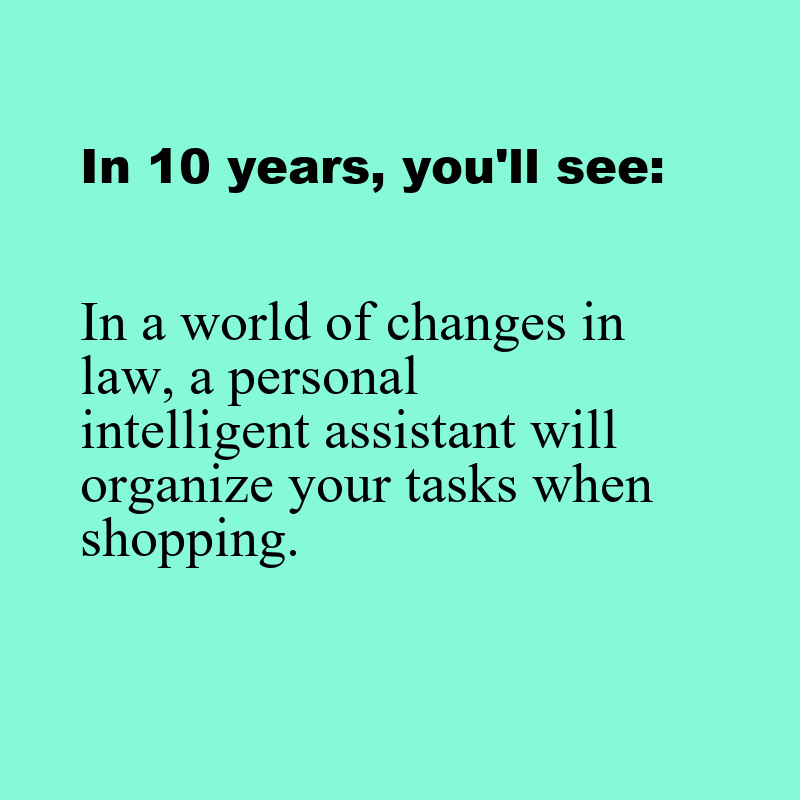 In 10 years, you'll see:
In a world of changes in
law, a personal
intelligent assistant will
organize your tasks when
shopping.